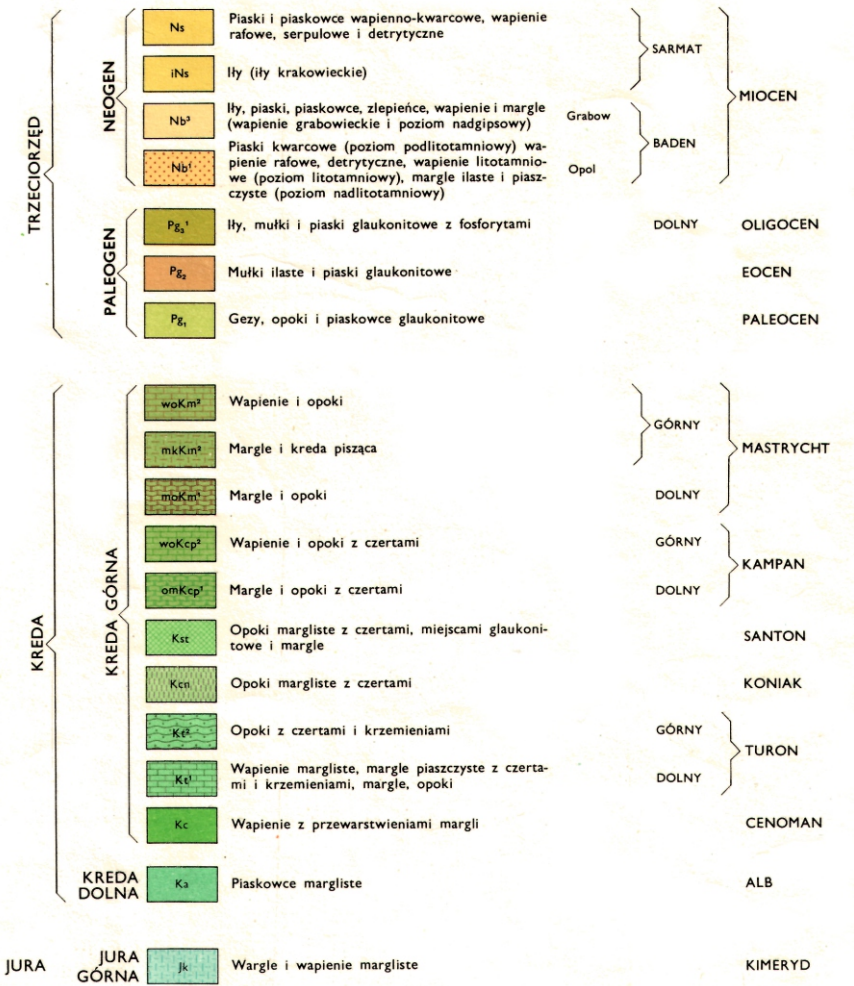 TRZECIORZĘD
NEOGEN
Ns
Piaski i piaskowce wapienno-kwarcowe, wapienie
rafowe, serpulowe i detrytyczne
SARMAT
MIOCEN
iNs
Iły (iły krakowieckie)
Nb³
Iły, piaski, piaskowce, zlepieńce, wapienie i margle
(wapienie grabowieckie i poziom nadgipsowy)
Grabow
BADEN
Nb¹
Piaski kwarcowe (poziom podlitotamniowy) wa-
pienie rafowe, detrytyczne, wapienie litotamnio-
we (poziom litotamniowy), margle ilaste i piasz-
czyste (poziom nadlitotamniowy)
Opol
PALEOGEN
Pg₃¹
Iły, mułki i piaski glaukonitowe z fosforytami
DOLNY
OLIGOCEN
Pg₂
Mułki ilaste i piaski glaukonitowe
EOCEN
Pg₁
Gezy, opoki i piaskowce glaukonitowe
PALEOCEN
KREDA
KREDA GÓRNA
woKm²
Wapienie i opoki
GÓRNY
MASTRYCHT
mkKm²
Margle i kreda pisząca
moKm¹
Margle i opoki
DOLNY
woKcp²
Wapienie i opoki z czertami
GÓRNY
KAMPAN
omKcp¹
Margle i opoki z czertami
DOLNY
Kst
Opoki margliste z czertami, miejscami glaukoni-
towe i margle
SANTON
Kcn
Opoki margliste z czertami
KONIAK
Kt²
Opoki z czertami i krzemieniami
GÓRNY
TURON
Kt¹
Wapienie margliste, margle piaszczyste z czerta-
mi i krzemieniami, margle, opoki
DOLNY
Kc
Wapienie z przewarstwieniami margli
CENOMAN
KREDA
DOLNA
Ka
Piaskowce margliste
ALB
JURA
JURA
GÓRNA
Jk
Wargle i wapienie margliste
KIMERYD